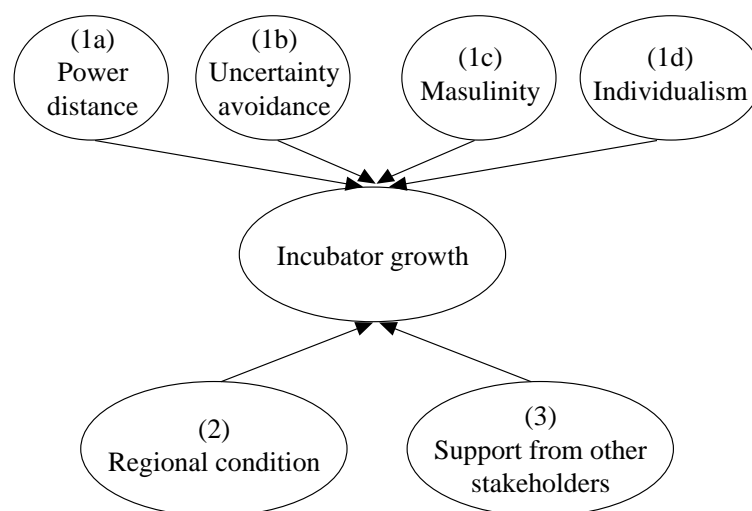 (1a)
Power
distance
(1b)
Uncertainty
avoidance
(1c)
Masulinity
(1d)
Individualism
Incubator growth
(2)
Regional condition
(3)
Support from other
stakeholders